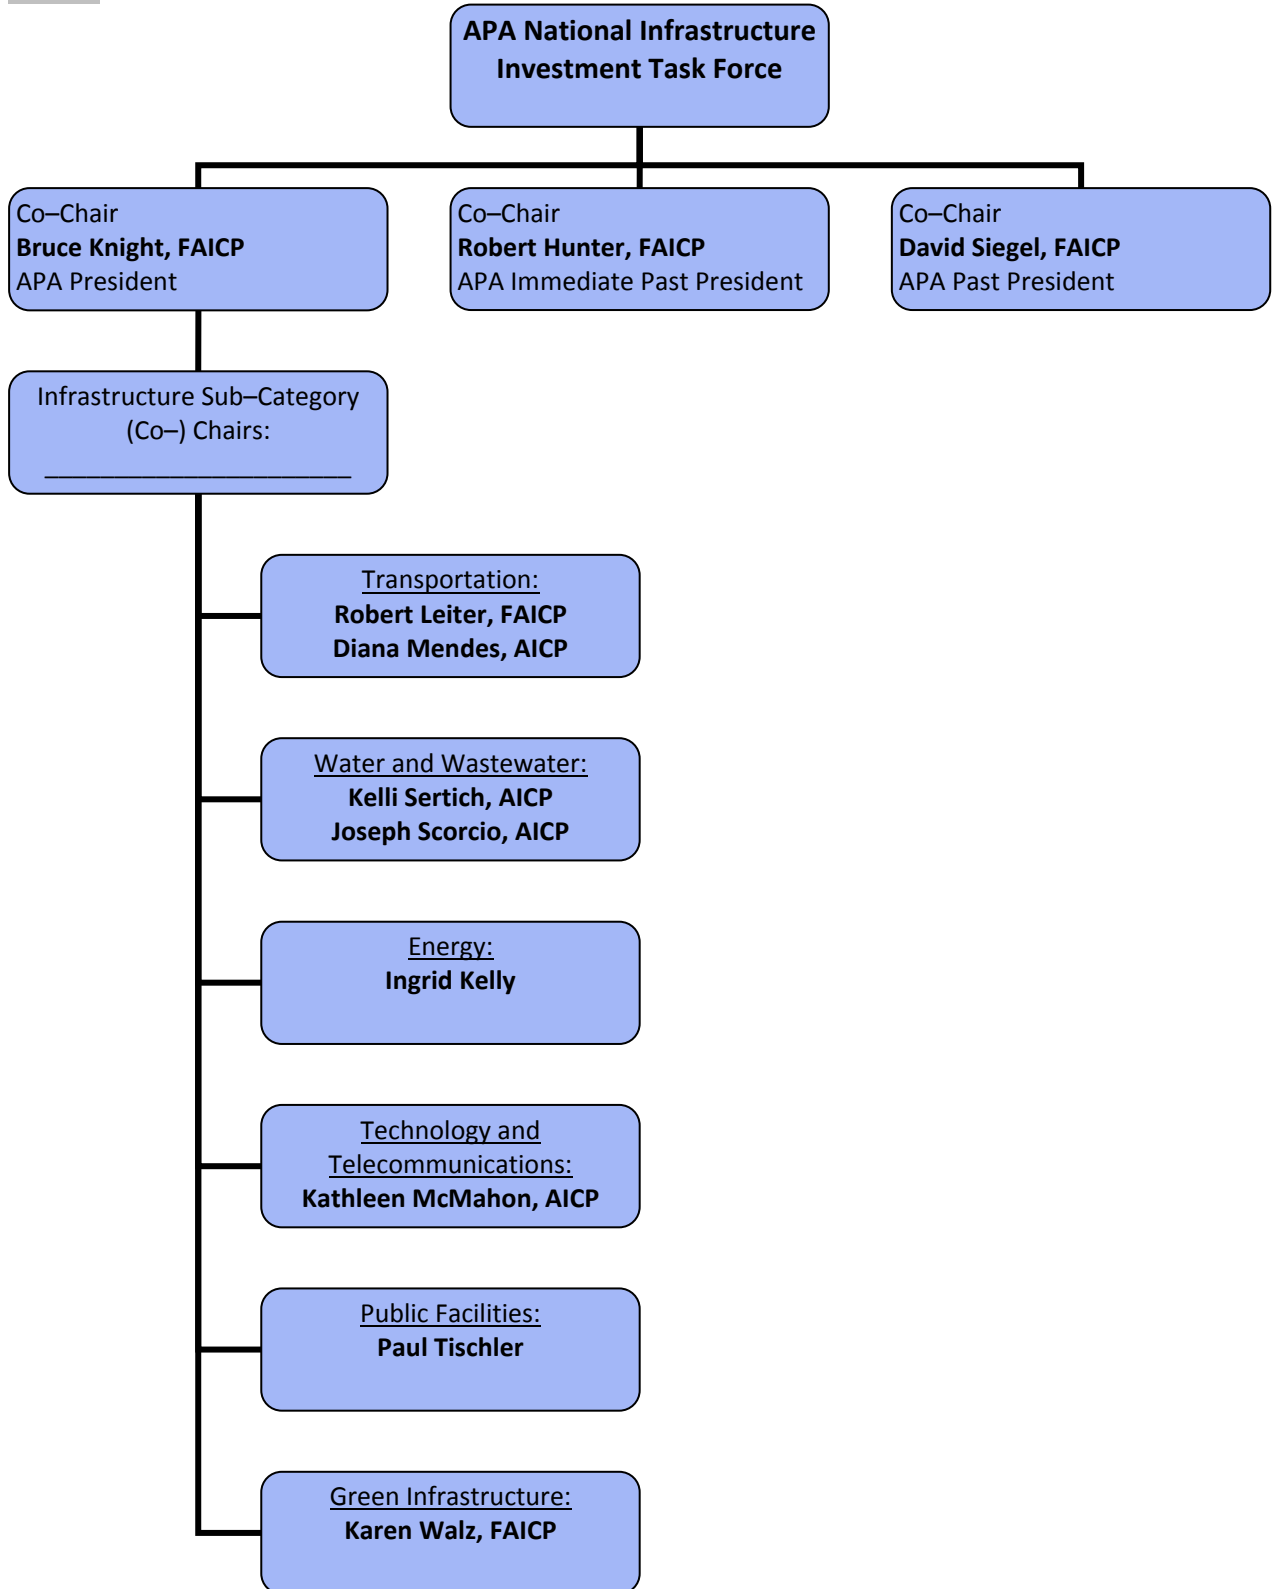 APA National Infrastructure
Investment Task Force
Co–Chair
Bruce Knight, FAICP
APA President
Co–Chair
Robert Hunter, FAICP
APA Immediate Past President
Co–Chair
David Siegel, FAICP
APA Past President
Infrastructure Sub–Category
(Co–) Chairs:
______________________
Transportation:
Robert Leiter, FAICP
Diana Mendes, AICP
Water and Wastewater:
Kelli Sertich, AICP
Joseph Scorcio, AICP
Energy:
Ingrid Kelly
Technology and
Telecommunications:
Kathleen McMahon, AICP
Public Facilities:
Paul Tischler
Green Infrastructure:
Karen Walz, FAICP